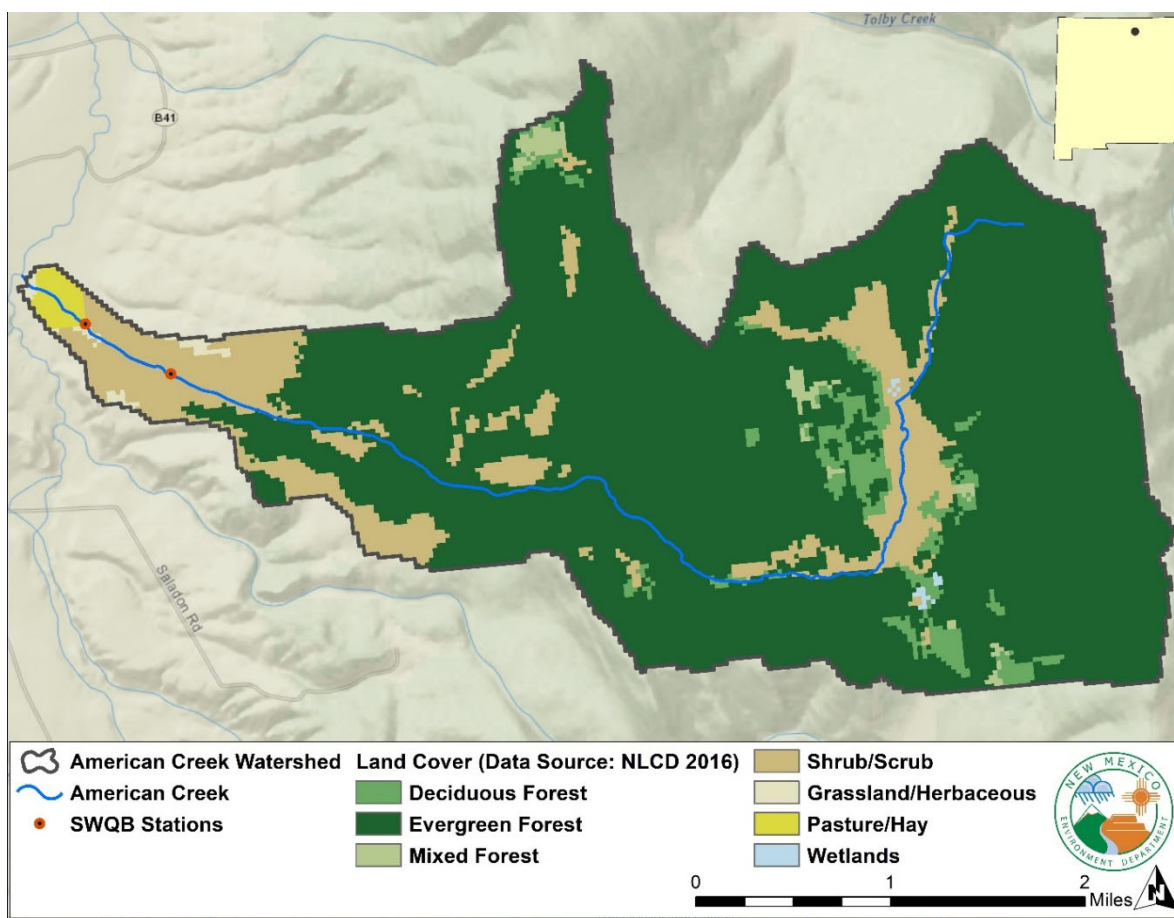 Tolby Creek
B41
Saladon Rd
American Creek Watershed
American Creek
SWQB Stations
Land Cover (Data Source: NLCD 2016)
Deciduous Forest
Evergreen Forest
Mixed Forest
Shrub/Scrub
Grassland/Herbaceous
Pasture/Hay
Wetlands
NEW MEXICO
ENVIRONMENT DEPARTMENT
0 1 2
Miles
N